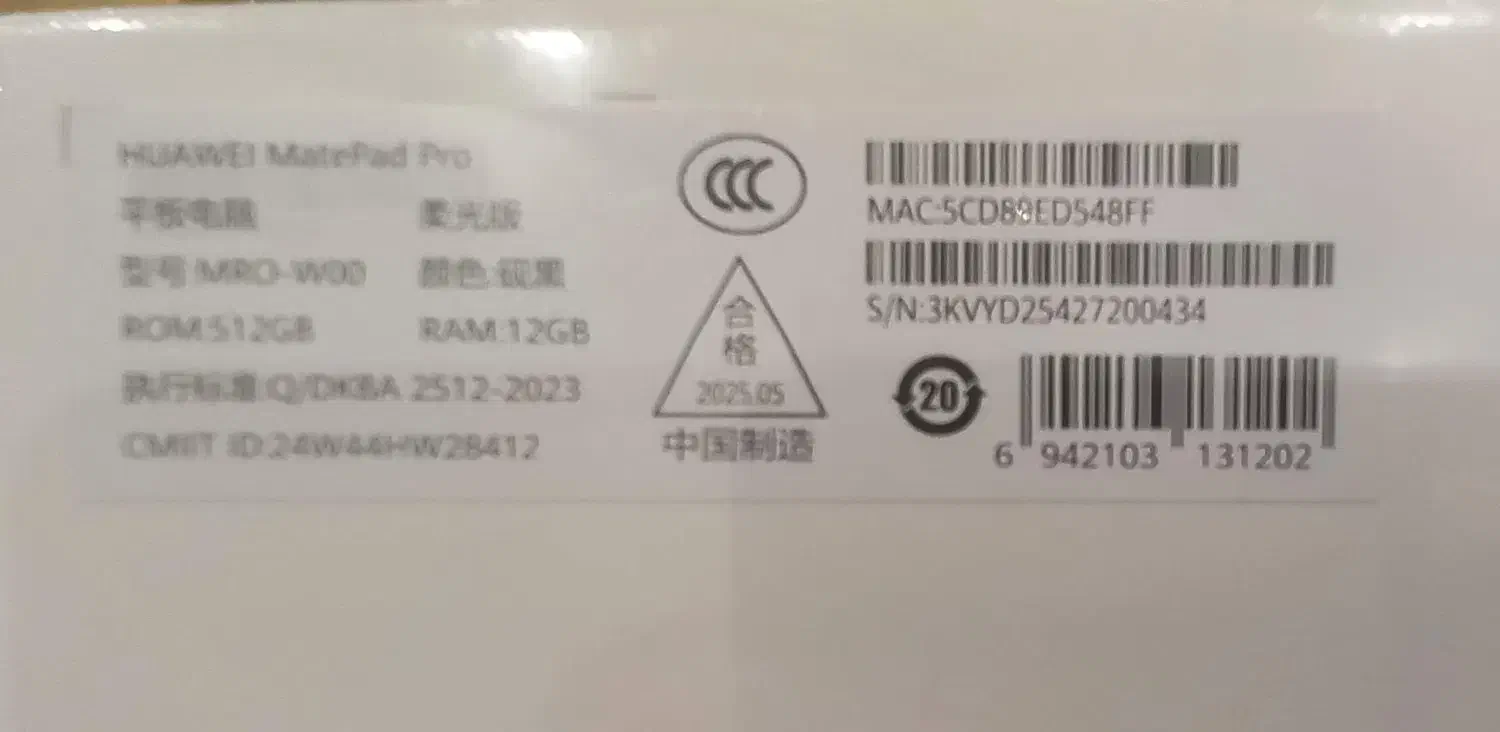 HUAWEI MatePad Pro
平板电脑 柔光版
型号:MRO-W00 颜色:砚黑
ROM:512GB RAM:12GB
执行标准:Q/DKBA 2512-2023
CMIIT ID:24W44HW28412
CCC
合
格
2025.05
中国制造
MAC:5CD89ED548FF
S/N:3KVYD25427200434
20
6 942103 131202